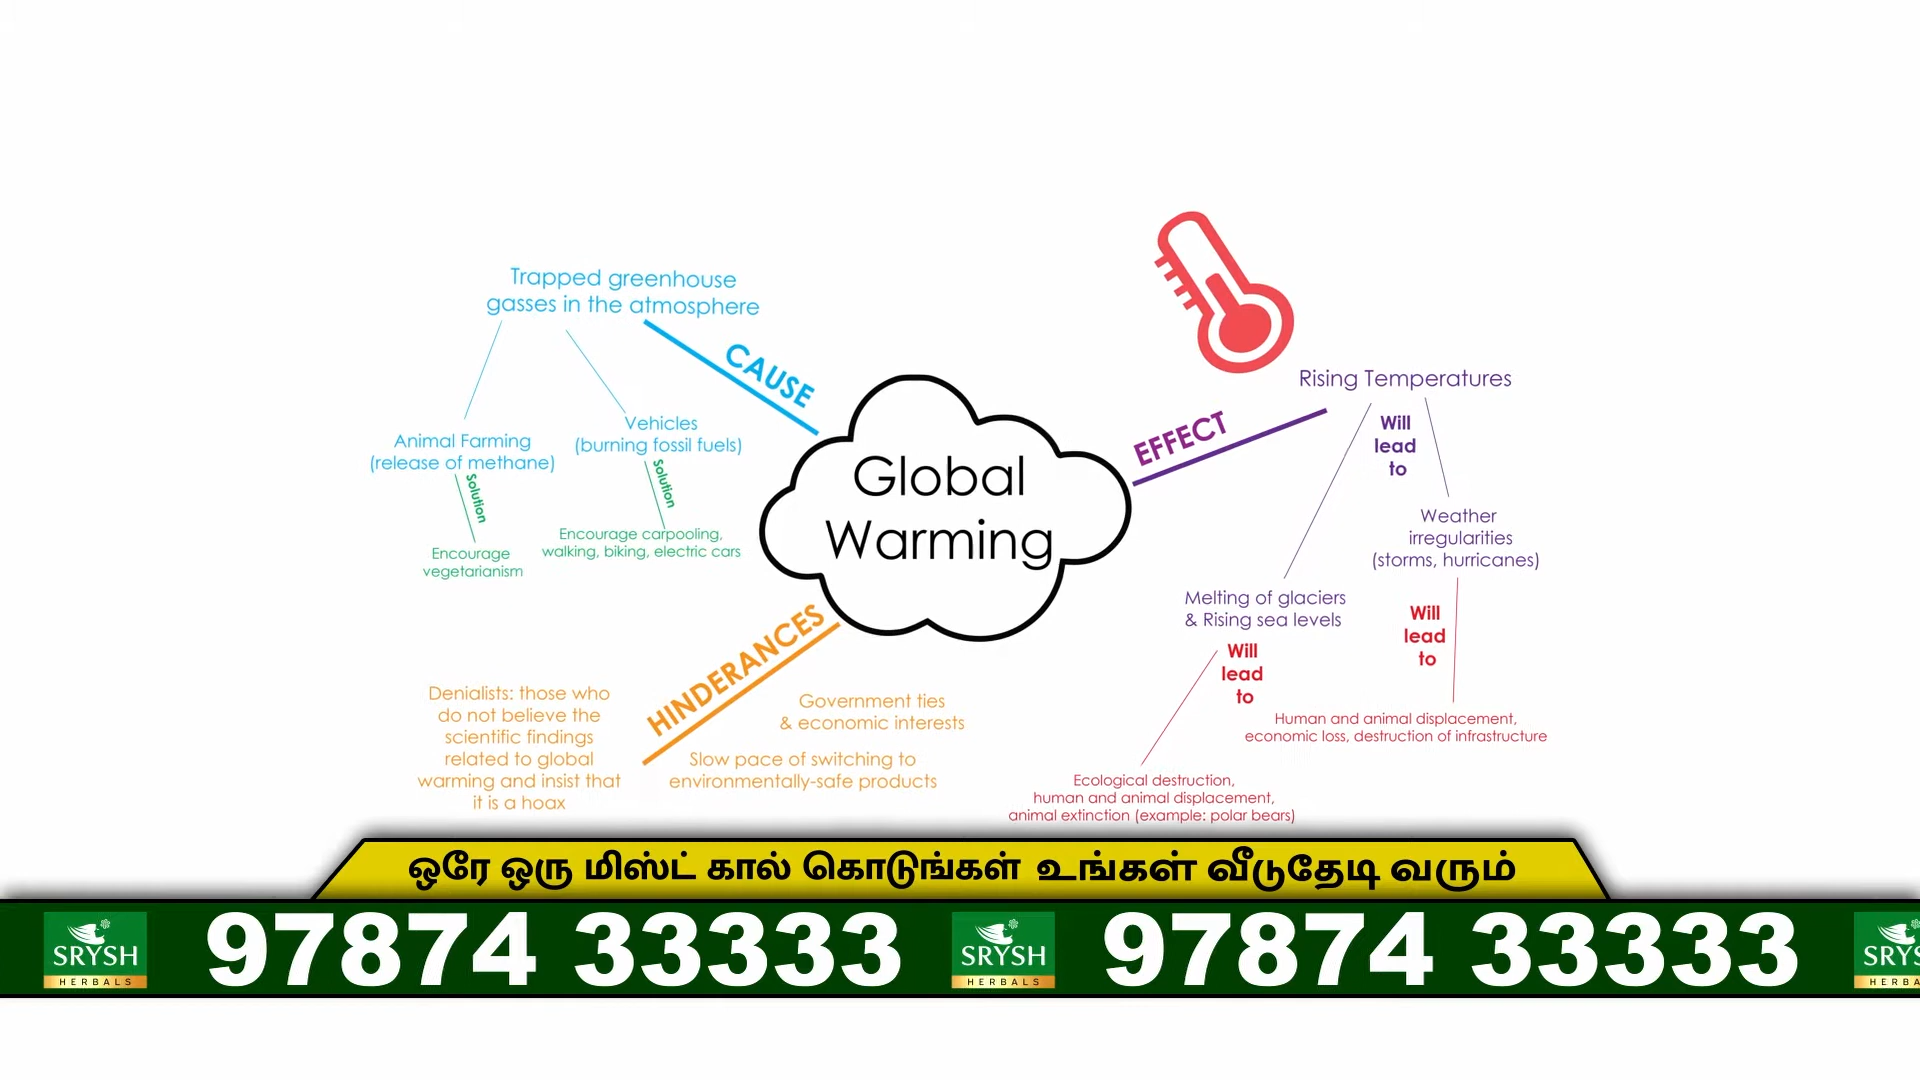 Trapped greenhouse
gasses in the atmosphere
CAUSE
Animal Farming
(release of methane)
Vehicles
(burning fossil fuels)
Solution
Solution
Encourage
vegetarianism
Encourage carpooling,
walking, biking, electric cars
Global
Warming
EFFECT
Rising Temperatures
Will
lead
to
Weather
irregularities
(storms, hurricanes)
Melting of glaciers
& Rising sea levels
Will
lead
to
Will
lead
to
Human and animal displacement,
economic loss, destruction of infrastructure
Ecological destruction,
human and animal displacement,
animal extinction (example: polar bears)
HINDERANCES
Denialists: those who
do not believe the
scientific findings
related to global
warming and insist that
it is a hoax
Government ties
& economic interests
Slow pace of switching to
environmentally-safe products
ஒரே ஒரு மிஸ்ட் கால் கொடுங்கள் உங்கள் வீடுதேடி வரும்
SRYSH
HERBALS
97874 33333
SRYSH
HERBALS
97874 33333
SRYS
HERBA